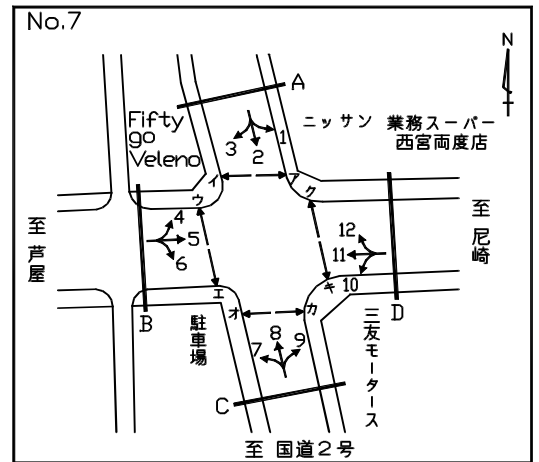 No.7
N
A
Fifty
go
Veleno
ニッサン
業務スーパー
西宮両度店
1
2
3
イ
ア
ウ
ク
至芦屋
4
5
6
12
11
10
至尼崎
エ
キ
オ
カ
B
D
駐車場
7
8
9
三友モータース
C
至 国道2号